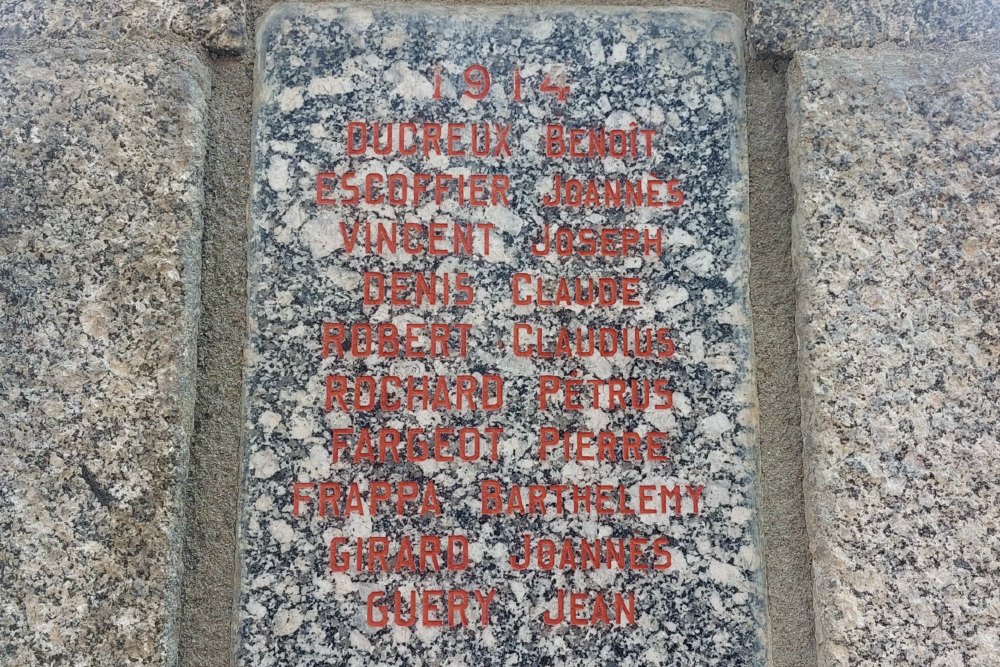 1914
DUCREUX BENOÎT
ESCOFFIER JOANNÈS
VINCENT JOSEPH
DENIS CLAUDE
ROBERT CLAUDIUS
ROCHARD PÉTRUS
FARGEOT PIERRE
FRAPPA BARTHELEMY
GIRARD JOANNES
GUERY JEAN